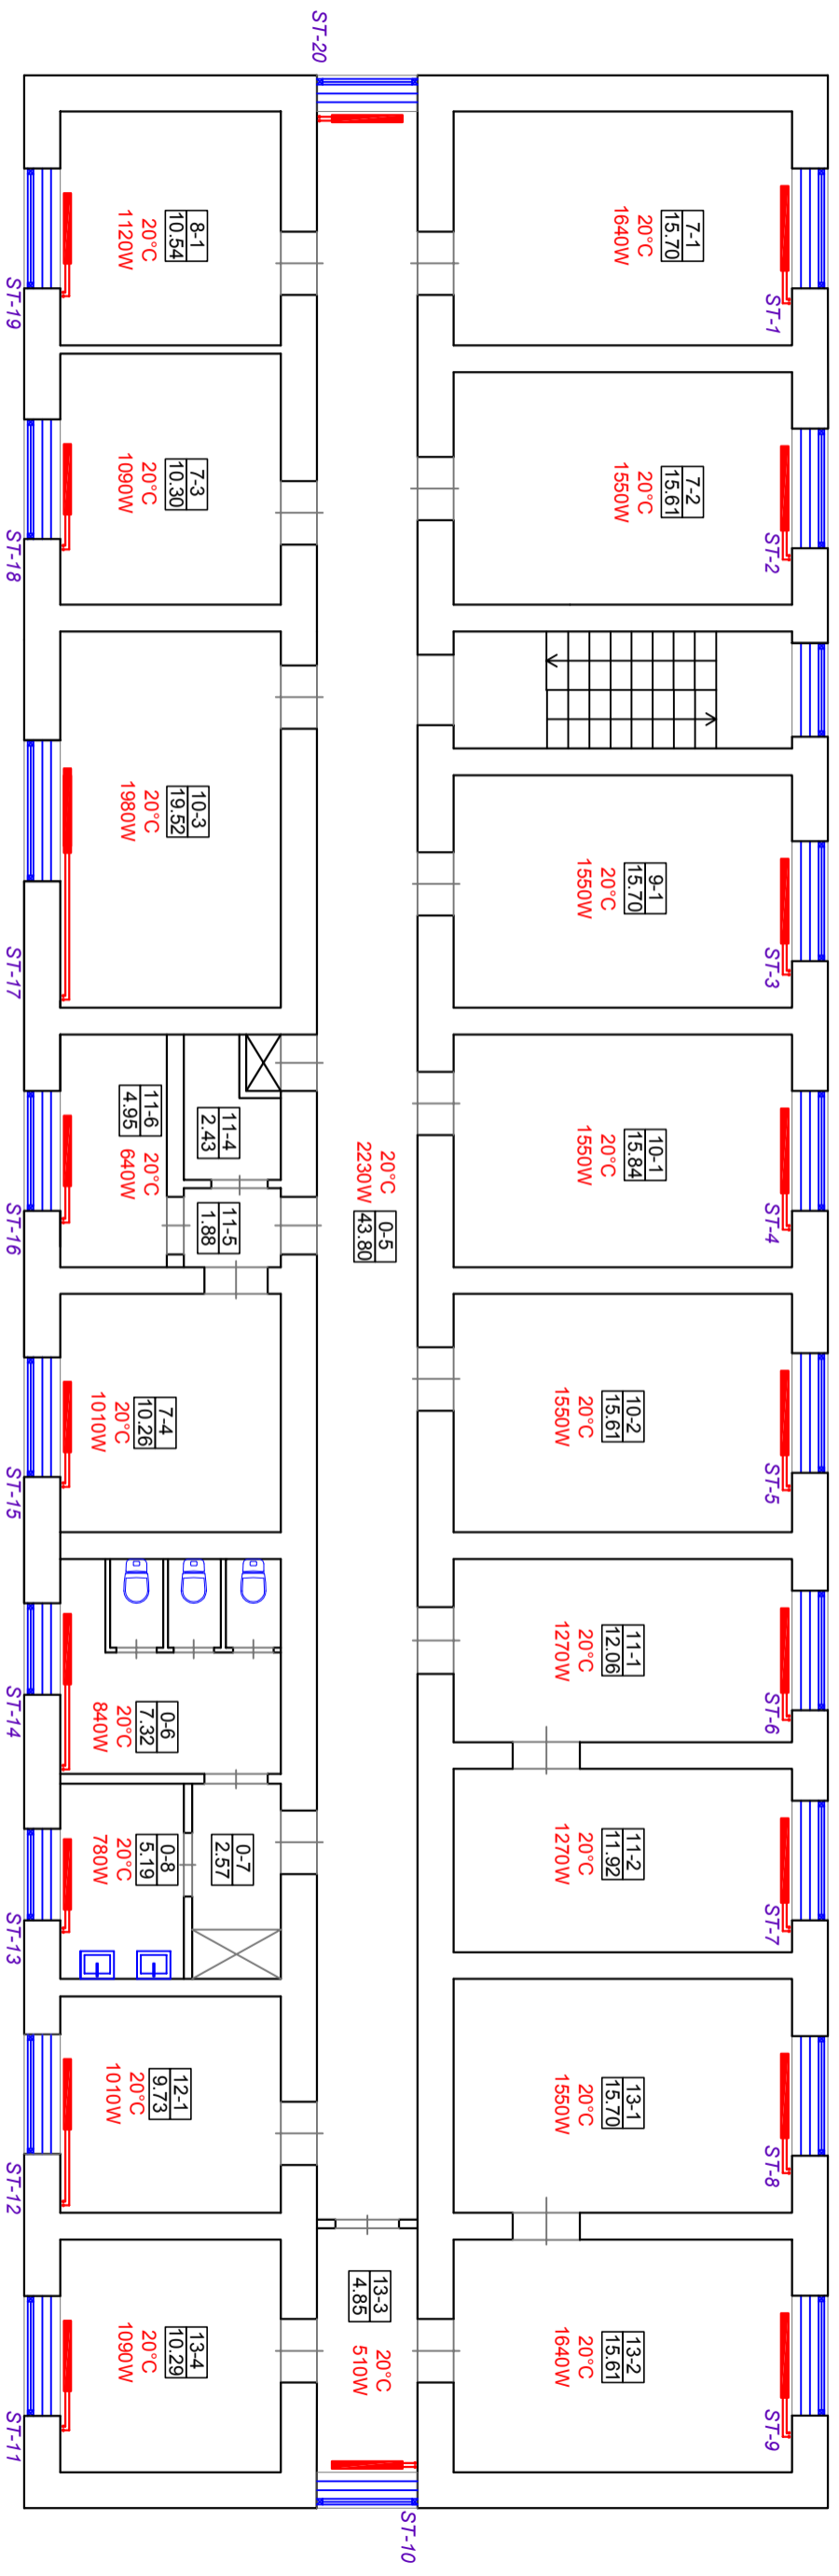 ST-20
7-1
15.70
20°C
1640W
ST-1
7-2
15.61
20°C
1550W
ST-2
9-1
15.70
20°C
1550W
ST-3
10-1
15.84
20°C
1550W
ST-4
10-2
15.61
20°C
1550W
ST-5
11-1
12.06
20°C
1270W
ST-6
11-2
11.92
20°C
1270W
ST-7
13-1
15.70
20°C
1550W
ST-8
13-2
15.61
20°C
1640W
ST-9
20°C
2230W
0-5
43.80
13-3
4.85
20°C
510W
ST-10
8-1
10.54
20°C
1120W
ST-19
7-3
10.30
20°C
1090W
ST-18
10-3
19.52
20°C
1980W
ST-17
11-4
2.43
11-5
1.88
11-6
4.95
20°C
640W
ST-16
7-4
10.26
20°C
1010W
ST-15
0-6
7.32
20°C
840W
ST-14
0-7
2.57
0-8
5.19
20°C
780W
ST-13
12-1
9.73
20°C
1010W
ST-12
13-4
10.29
20°C
1090W
ST-11